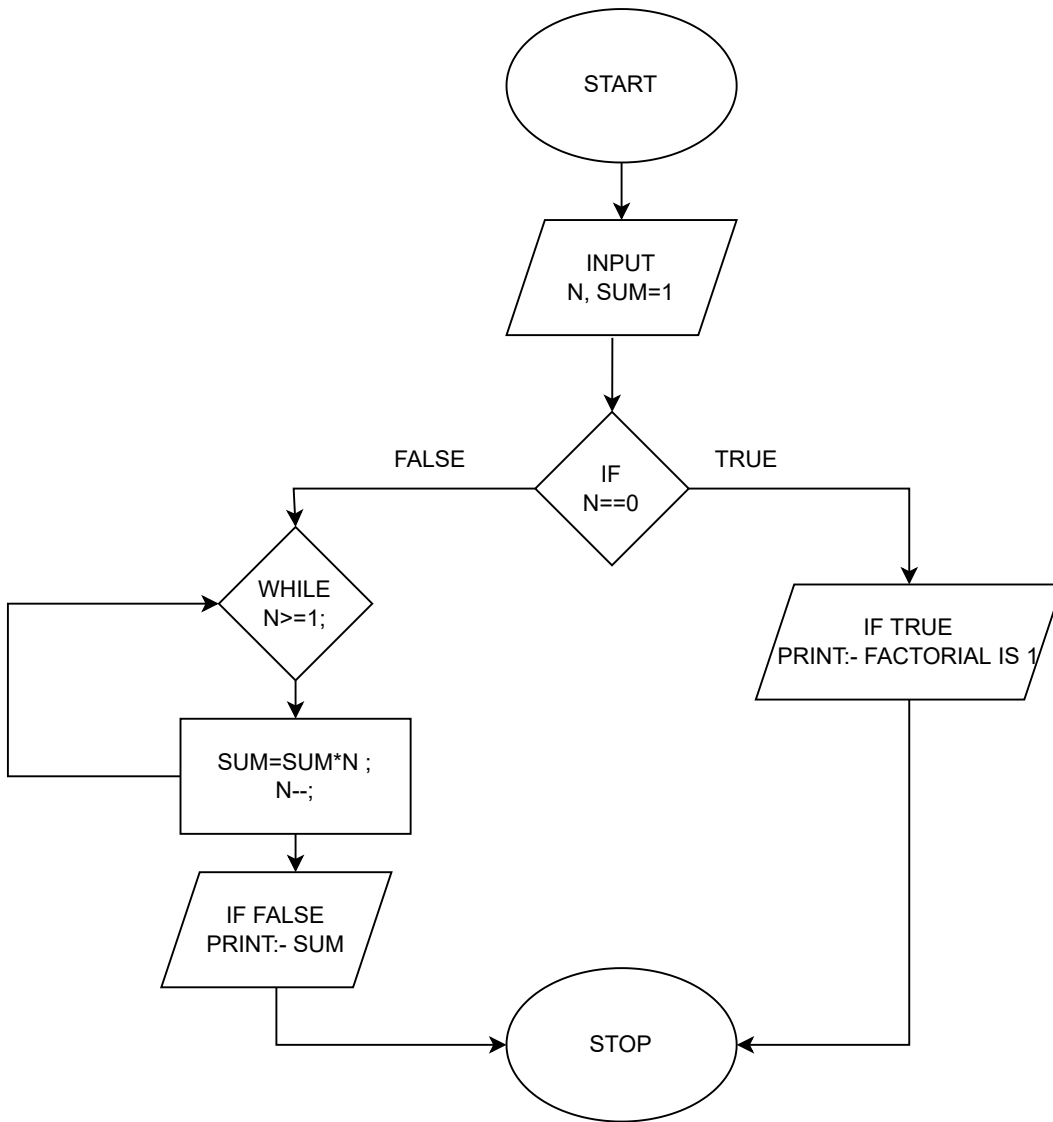 START
INPUT
N, SUM=1
FALSE
TRUE
IF
N==0
WHILE
N>=1;
IF TRUE
PRINT:- FACTORIAL IS 1
SUM=SUM*N ;
N--;
IF FALSE
PRINT:- SUM
STOP